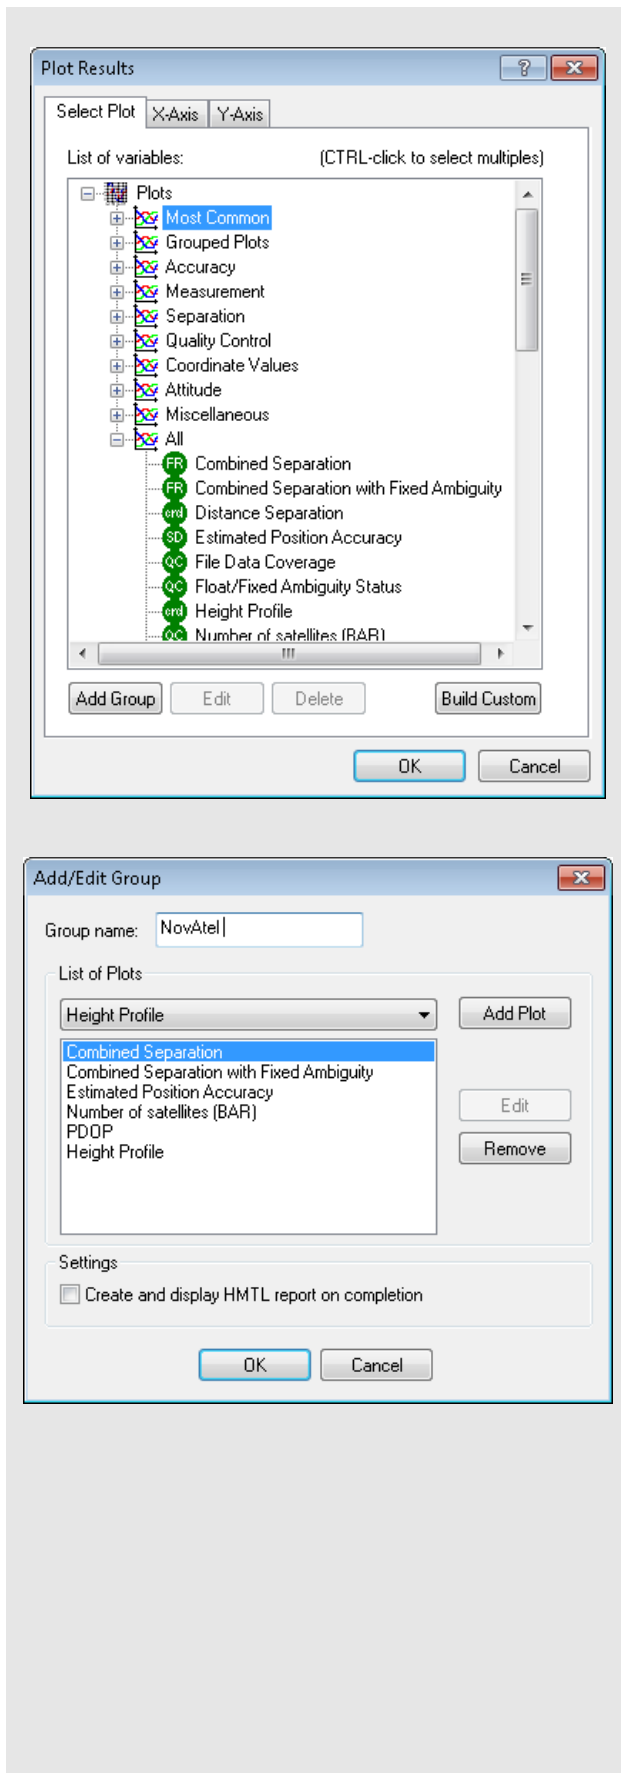 Plot Results
Select Plot X-Axis Y-Axis
List of variables: (CTRL-click to select multiples)
Plots
Most Common
Grouped Plots
Accuracy
Measurement
Separation
Quality Control
Coordinate Values
Attitude
Miscellaneous
All
FR Combined Separation
FR Combined Separation with Fixed Ambiguity
crd Distance Separation
SD Estimated Position Accuracy
QC File Data Coverage
QC Float/Fixed Ambiguity Status
crd Height Profile
QC Number of satellites (BAR)
Add Group Edit Delete Build Custom
OK Cancel
Add/Edit Group
Group name: NovAtel
List of Plots
Height Profile Add Plot
Combined Separation
Combined Separation with Fixed Ambiguity
Estimated Position Accuracy
Number of satellites (BAR)
PDOP
Height Profile
Edit
Remove
Settings
Create and display HMTL report on completion
OK Cancel